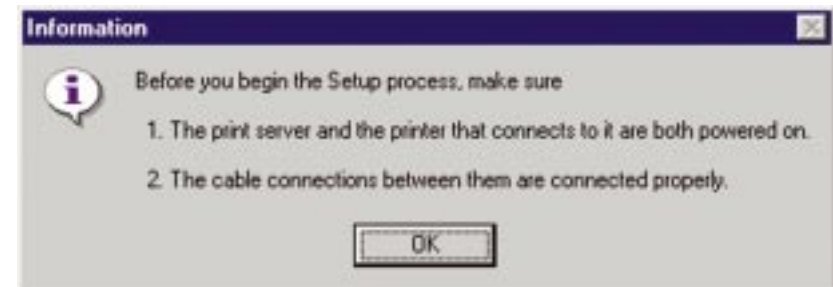 Information
Before you begin the Setup process, make sure
1. The print server and the printer that connects to it are both powered on.
2. The cable connections between them are connected properly.
OK